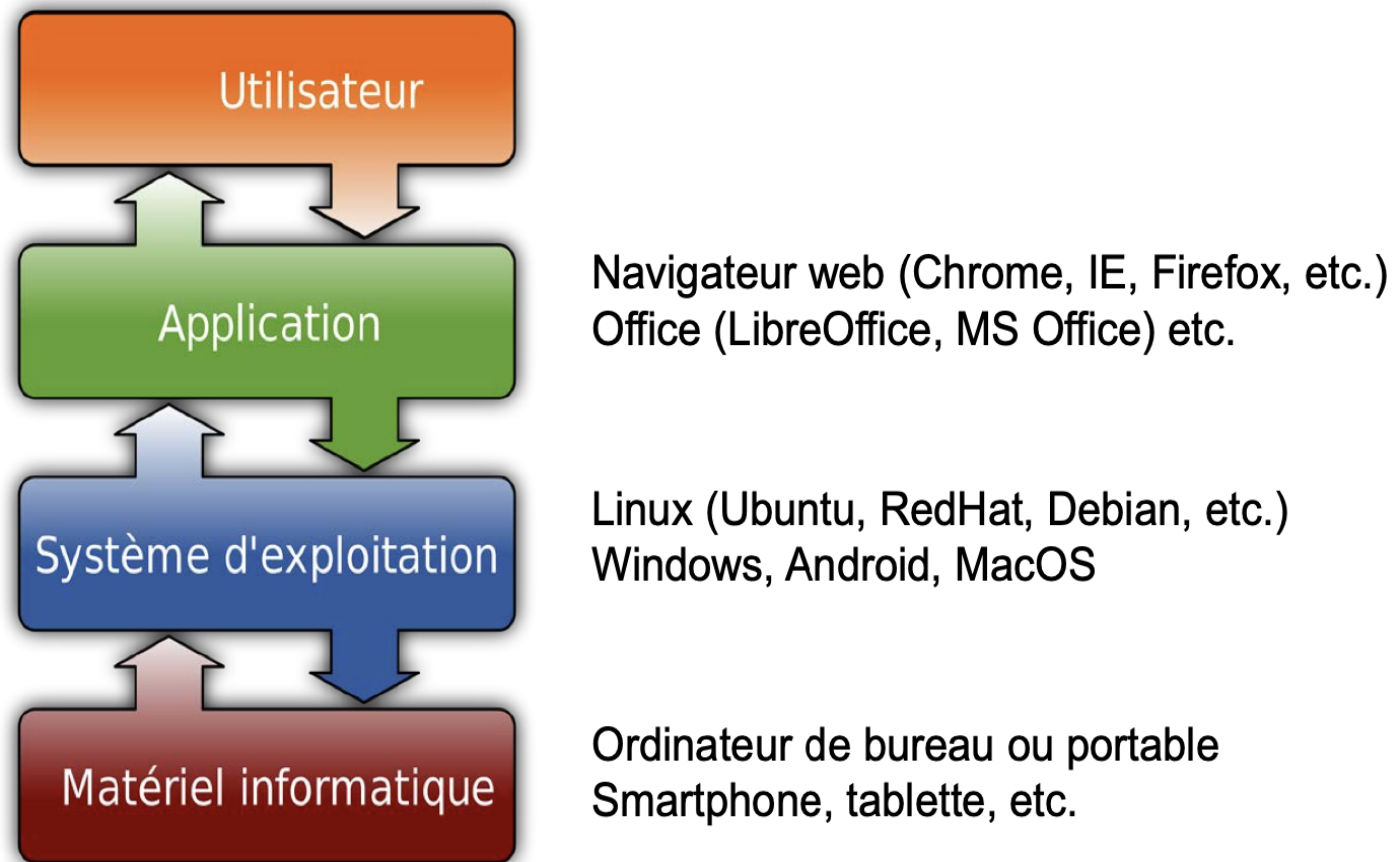 Utilisateur
Application
Navigateur web (Chrome, IE, Firefox, etc.)
Office (LibreOffice, MS Office) etc.
Système d'exploitation
Linux (Ubuntu, RedHat, Debian, etc.)
Windows, Android, MacOS
Matériel informatique
Ordinateur de bureau ou portable
Smartphone, tablette, etc.